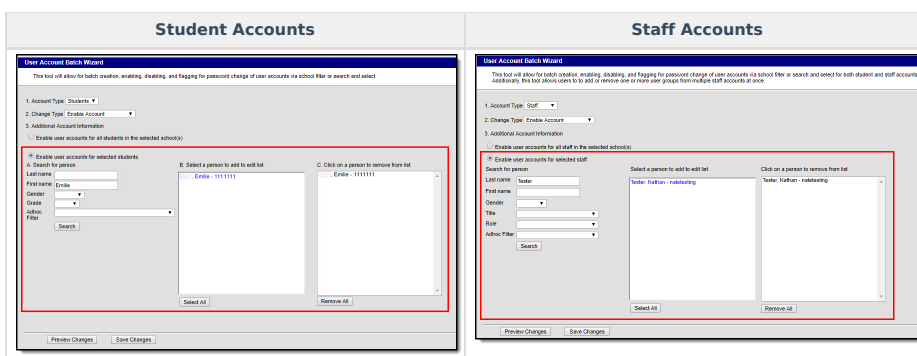 Student Accounts
User Account Batch Wizard
This tool will allow for batch creation, enabling, disabling, and flagging for password change of user accounts via school filter or search and select.
1. Account Type Students
2. Change Type Enable Account
3. Additional Account Information
Enable user accounts for all students in the selected school(s)
Enable user accounts for selected students
A. Search for person
Last name
First name Emilie
Gender
Grade
Adhoc
Filter
Search
B. Select a person to add to edit list
, Emilie - 1111111
Select All
C. Click on a person to remove from list
, Emilie - 1111111
Remove All
Preview Changes Save Changes
Staff Accounts
User Account Batch Wizard
This tool will allow for batch creation, enabling, disabling, and flagging for password change of user accounts via school filter or search and select for both student and staff accounts
Additionally, this tool allows users to to add or remove one or more user groups from multiple staff accounts at once.
1. Account Type Staff
2. Change Type Enable Account
3. Additional Account Information
Enable user accounts for all staff in the selected school(s)
Enable user accounts for selected staff
Search for person
Last name Tester
First name
Gender
Title
Role
Adhoc Filter
Search
Select a person to add to edit list
Tester, Nathan - natetesting
Select All
Click on a person to remove from list
Tester, Nathan - natetesting
Remove All
Preview Changes Save Changes